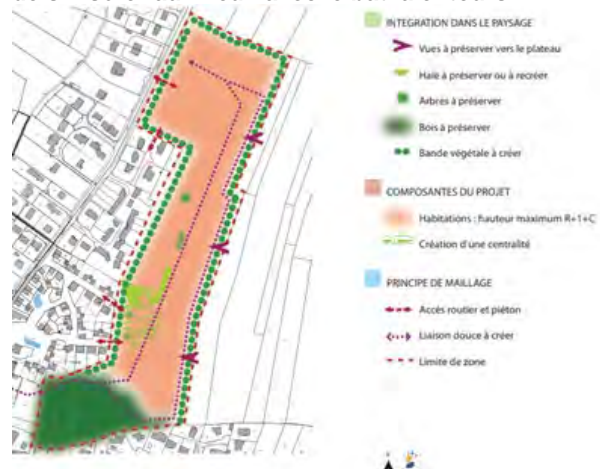 INTEGRATION DANS LE PAYSAGE
Vues à préserver vers le plateau
Haie à préserver ou à recréer
Arbres à préserver
Bois à préserver
Bande végétale à créer
COMPOSANTES DU PROJET
Habitations : hauteur maximum R+1+C
Création d'une centralité
PRINCIPE DE MAILLAGE
Accès routier et piéton
Liaison douce à créer
Limite de zone